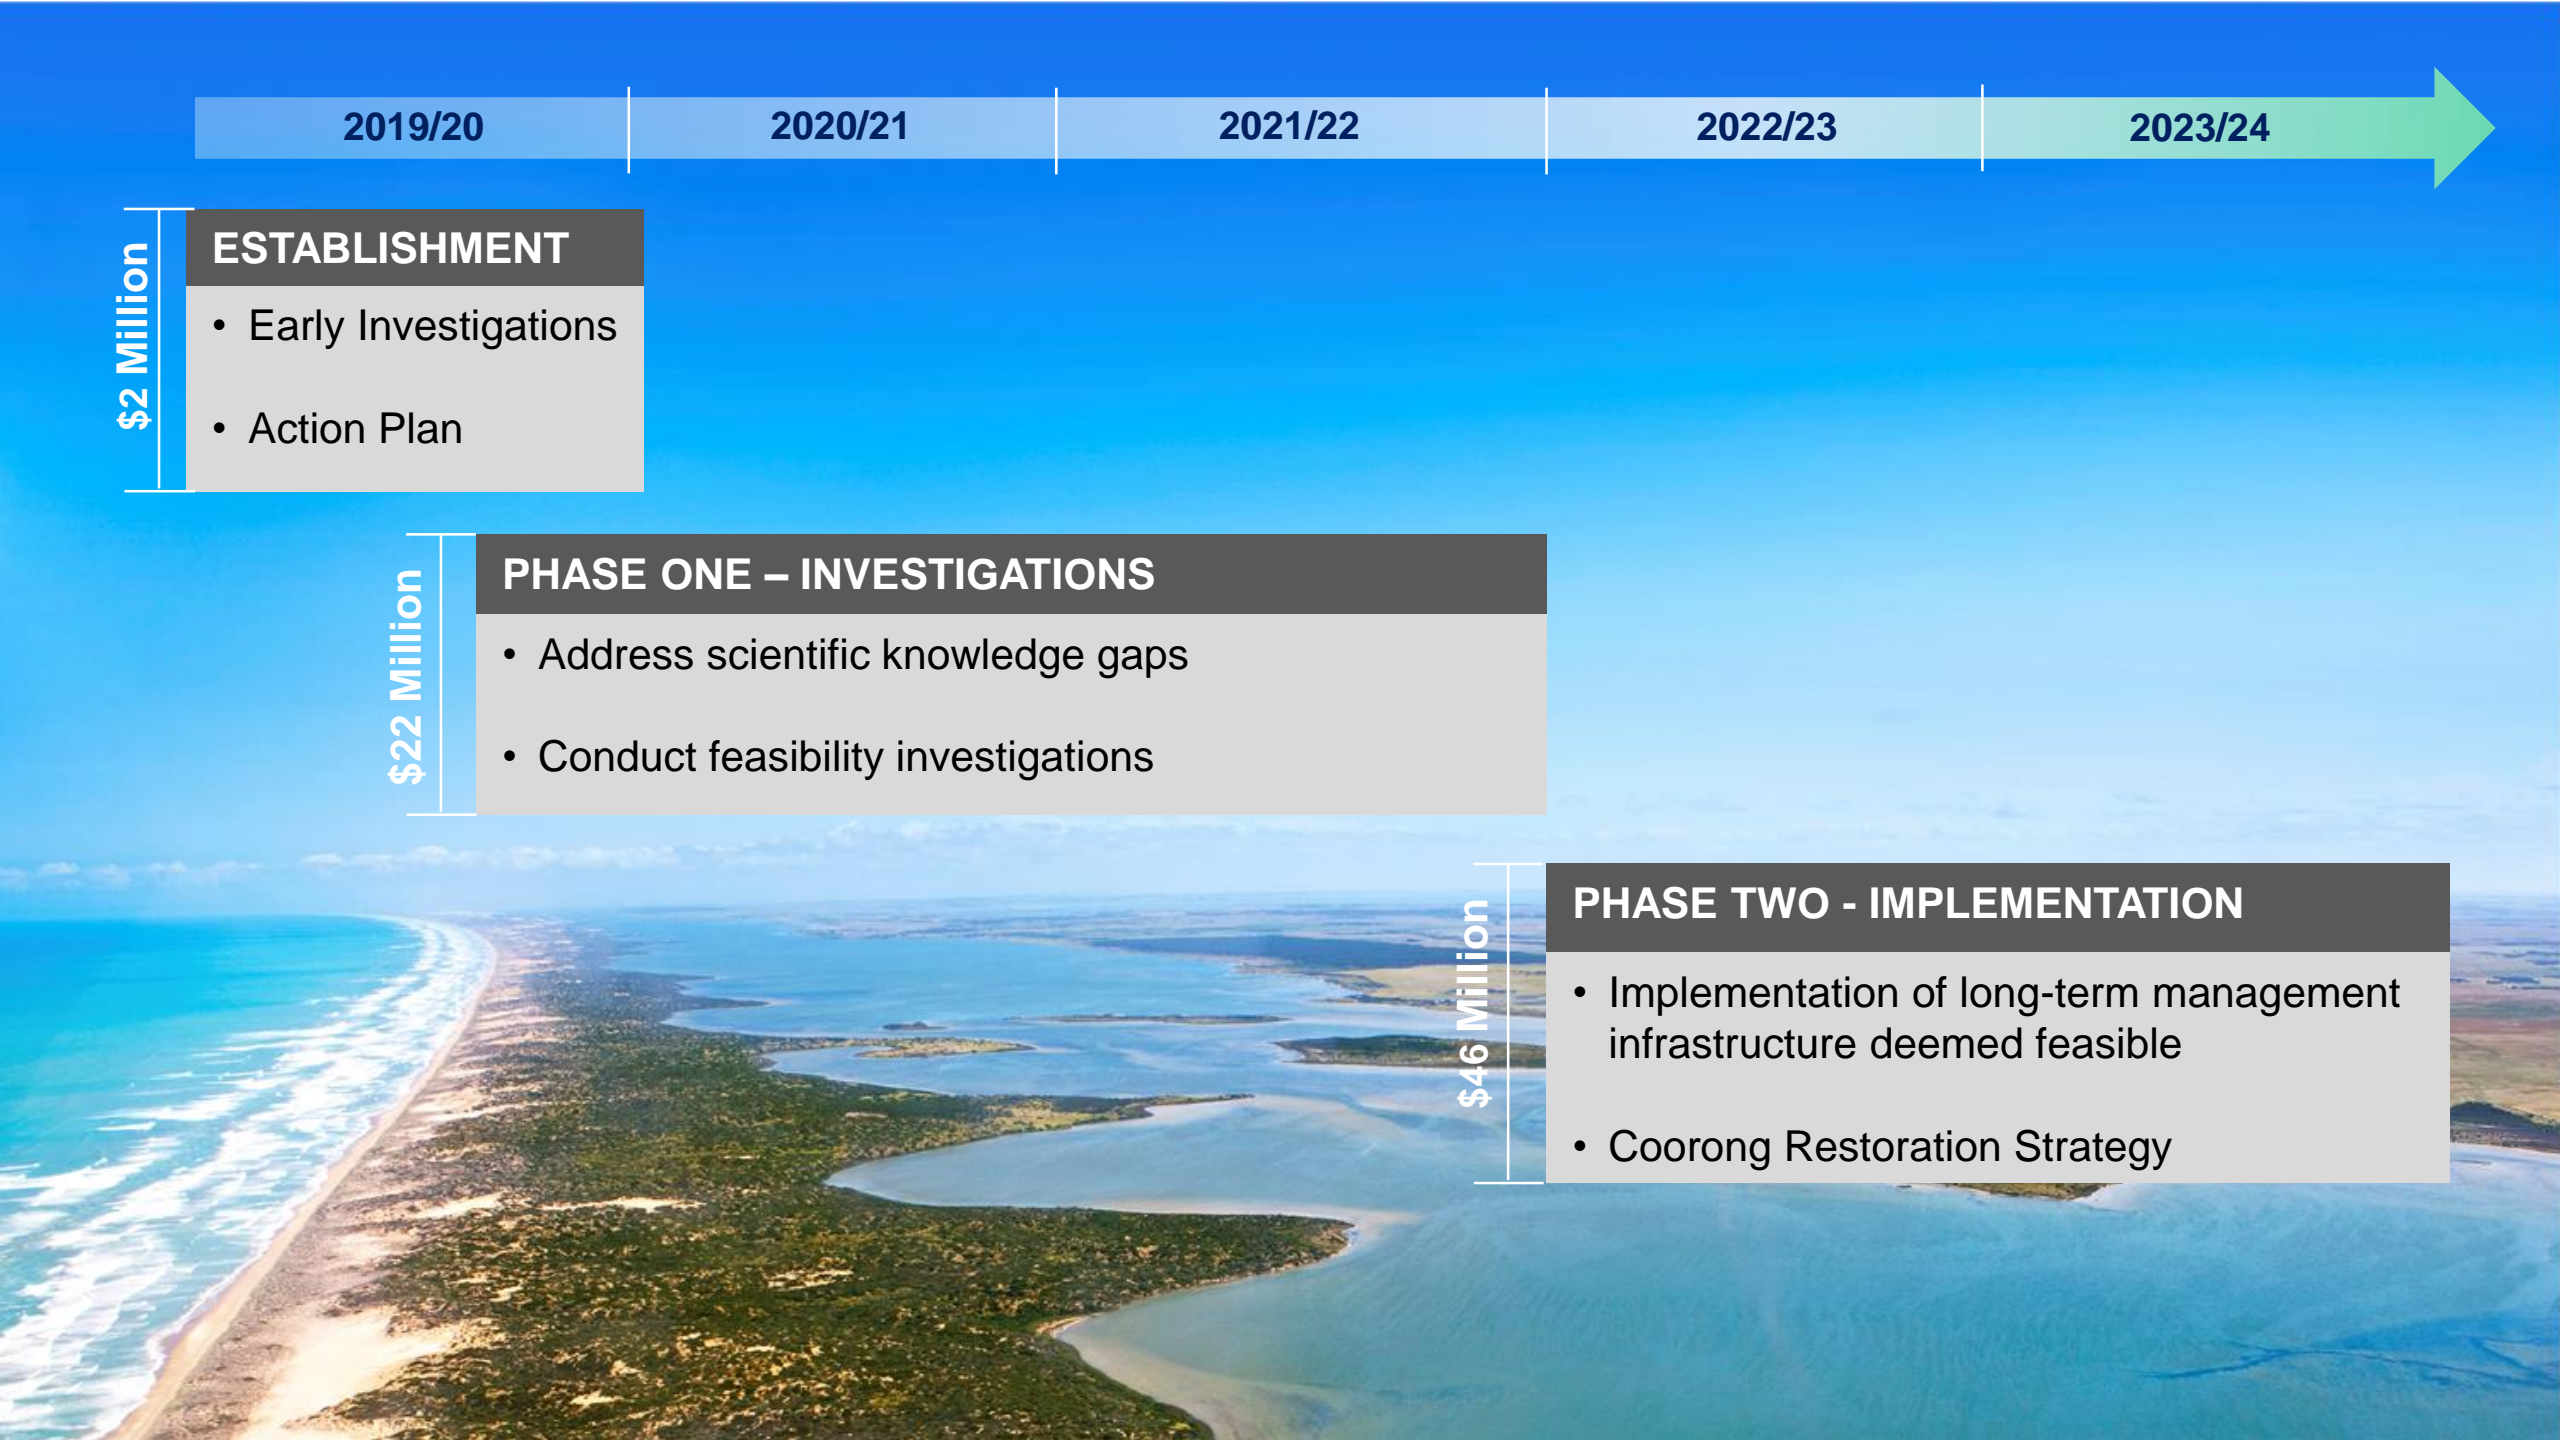 2019/20
2020/21
2021/22
2022/23
2023/24
$2 Million
ESTABLISHMENT
• Early Investigations
• Action Plan
$22 Million
PHASE ONE – INVESTIGATIONS
• Address scientific knowledge gaps
• Conduct feasibility investigations
$46 Million
PHASE TWO - IMPLEMENTATION
• Implementation of long-term management
infrastructure deemed feasible
• Coorong Restoration Strategy